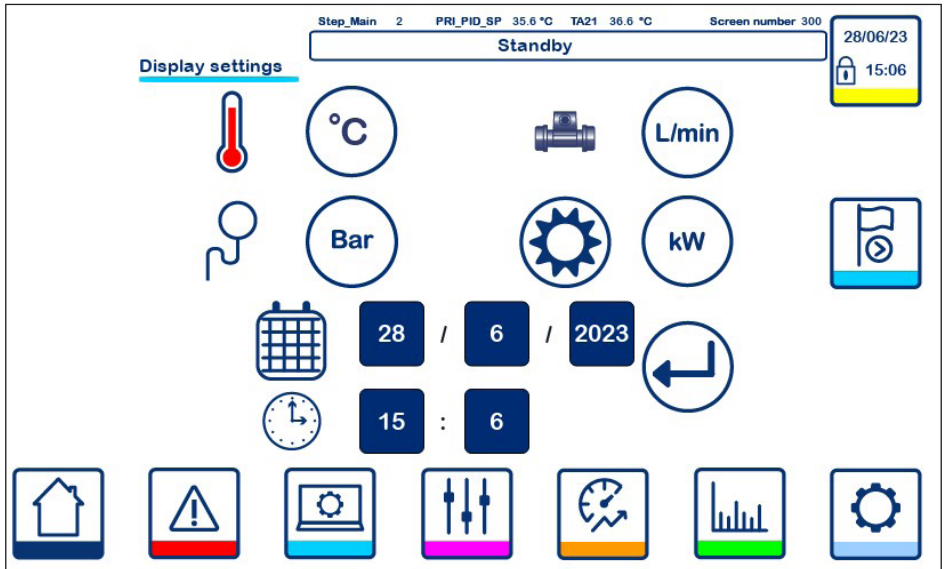 Step_Main 2 PRI_PID_SP 35.6 °C TA21 36.6 °C Screen number 300
Standby
28/06/23
15:06
Display settings
°C
L/min
Bar
kW
28 / 6 / 2023
15 : 6